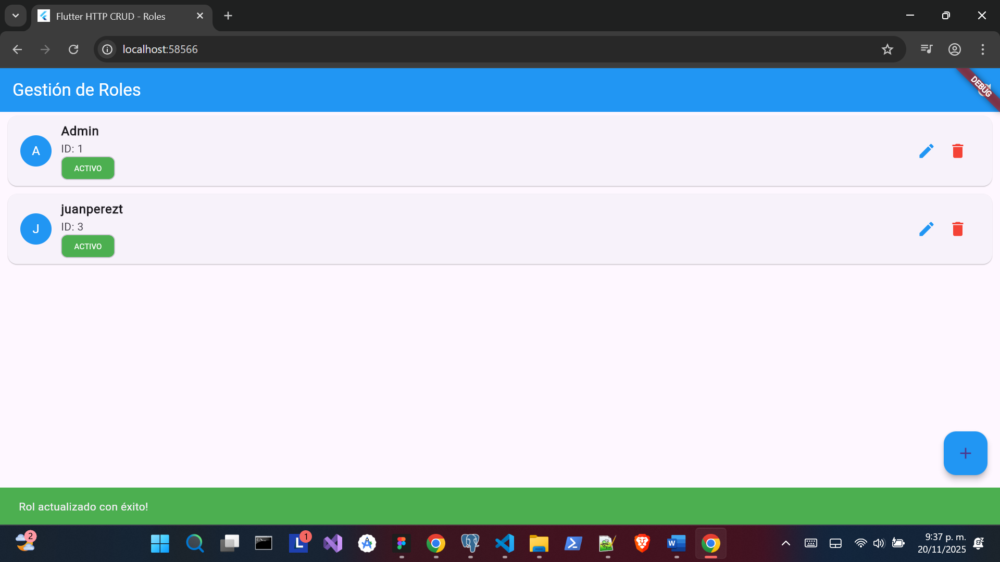 Flutter HTTP CRUD - Roles
localhost:58566
Gestión de Roles
DEBUG
A
Admin
ID: 1
ACTIVO
J
juanperezt
ID: 3
ACTIVO
Rol actualizado con éxito!
2
L
1
W
9:37 p. m.
20/11/2025